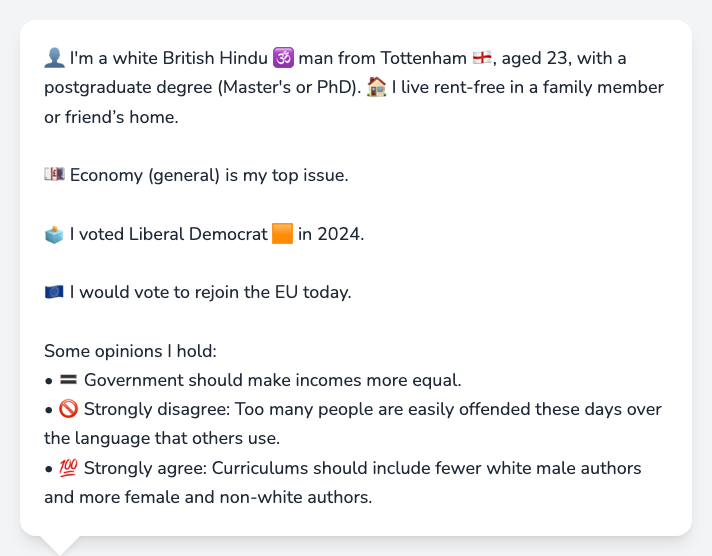 👤 I'm a white British Hindu 🕉️ man from Tottenham 🏴󠁧󠁢󠁥󠁮󠁧󠁿, aged 23, with a
postgraduate degree (Master's or PhD). 🏠 I live rent-free in a family member
or friend’s home.
💷 Economy (general) is my top issue.
🗳️ I voted Liberal Democrat 🟧 in 2024.
🇪🇺 I would vote to rejoin the EU today.
Some opinions I hold:
• 🟰 Government should make incomes more equal.
• 🚫 Strongly disagree: Too many people are easily offended these days over
the language that others use.
• 💯 Strongly agree: Curriculums should include fewer white male authors
and more female and non-white authors.